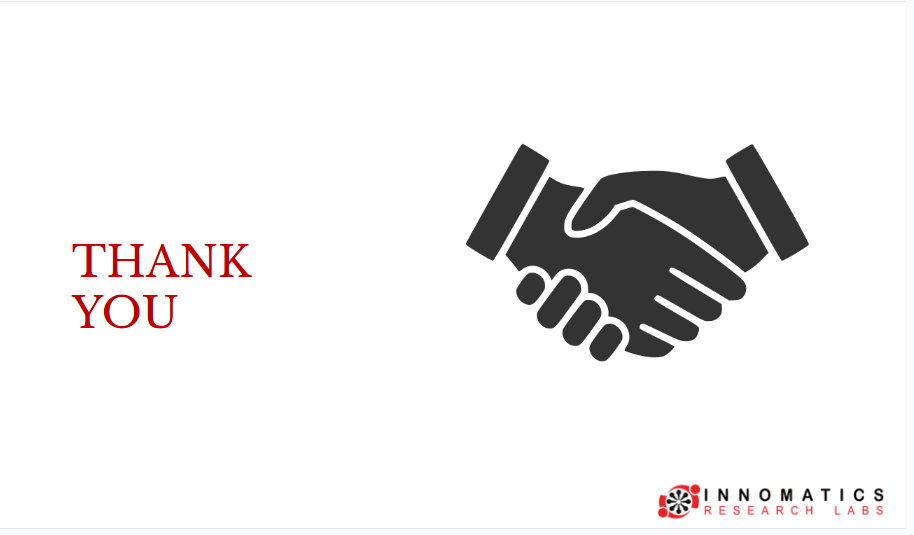 THANK
YOU
INNOMATICS
RESEARCH LABS